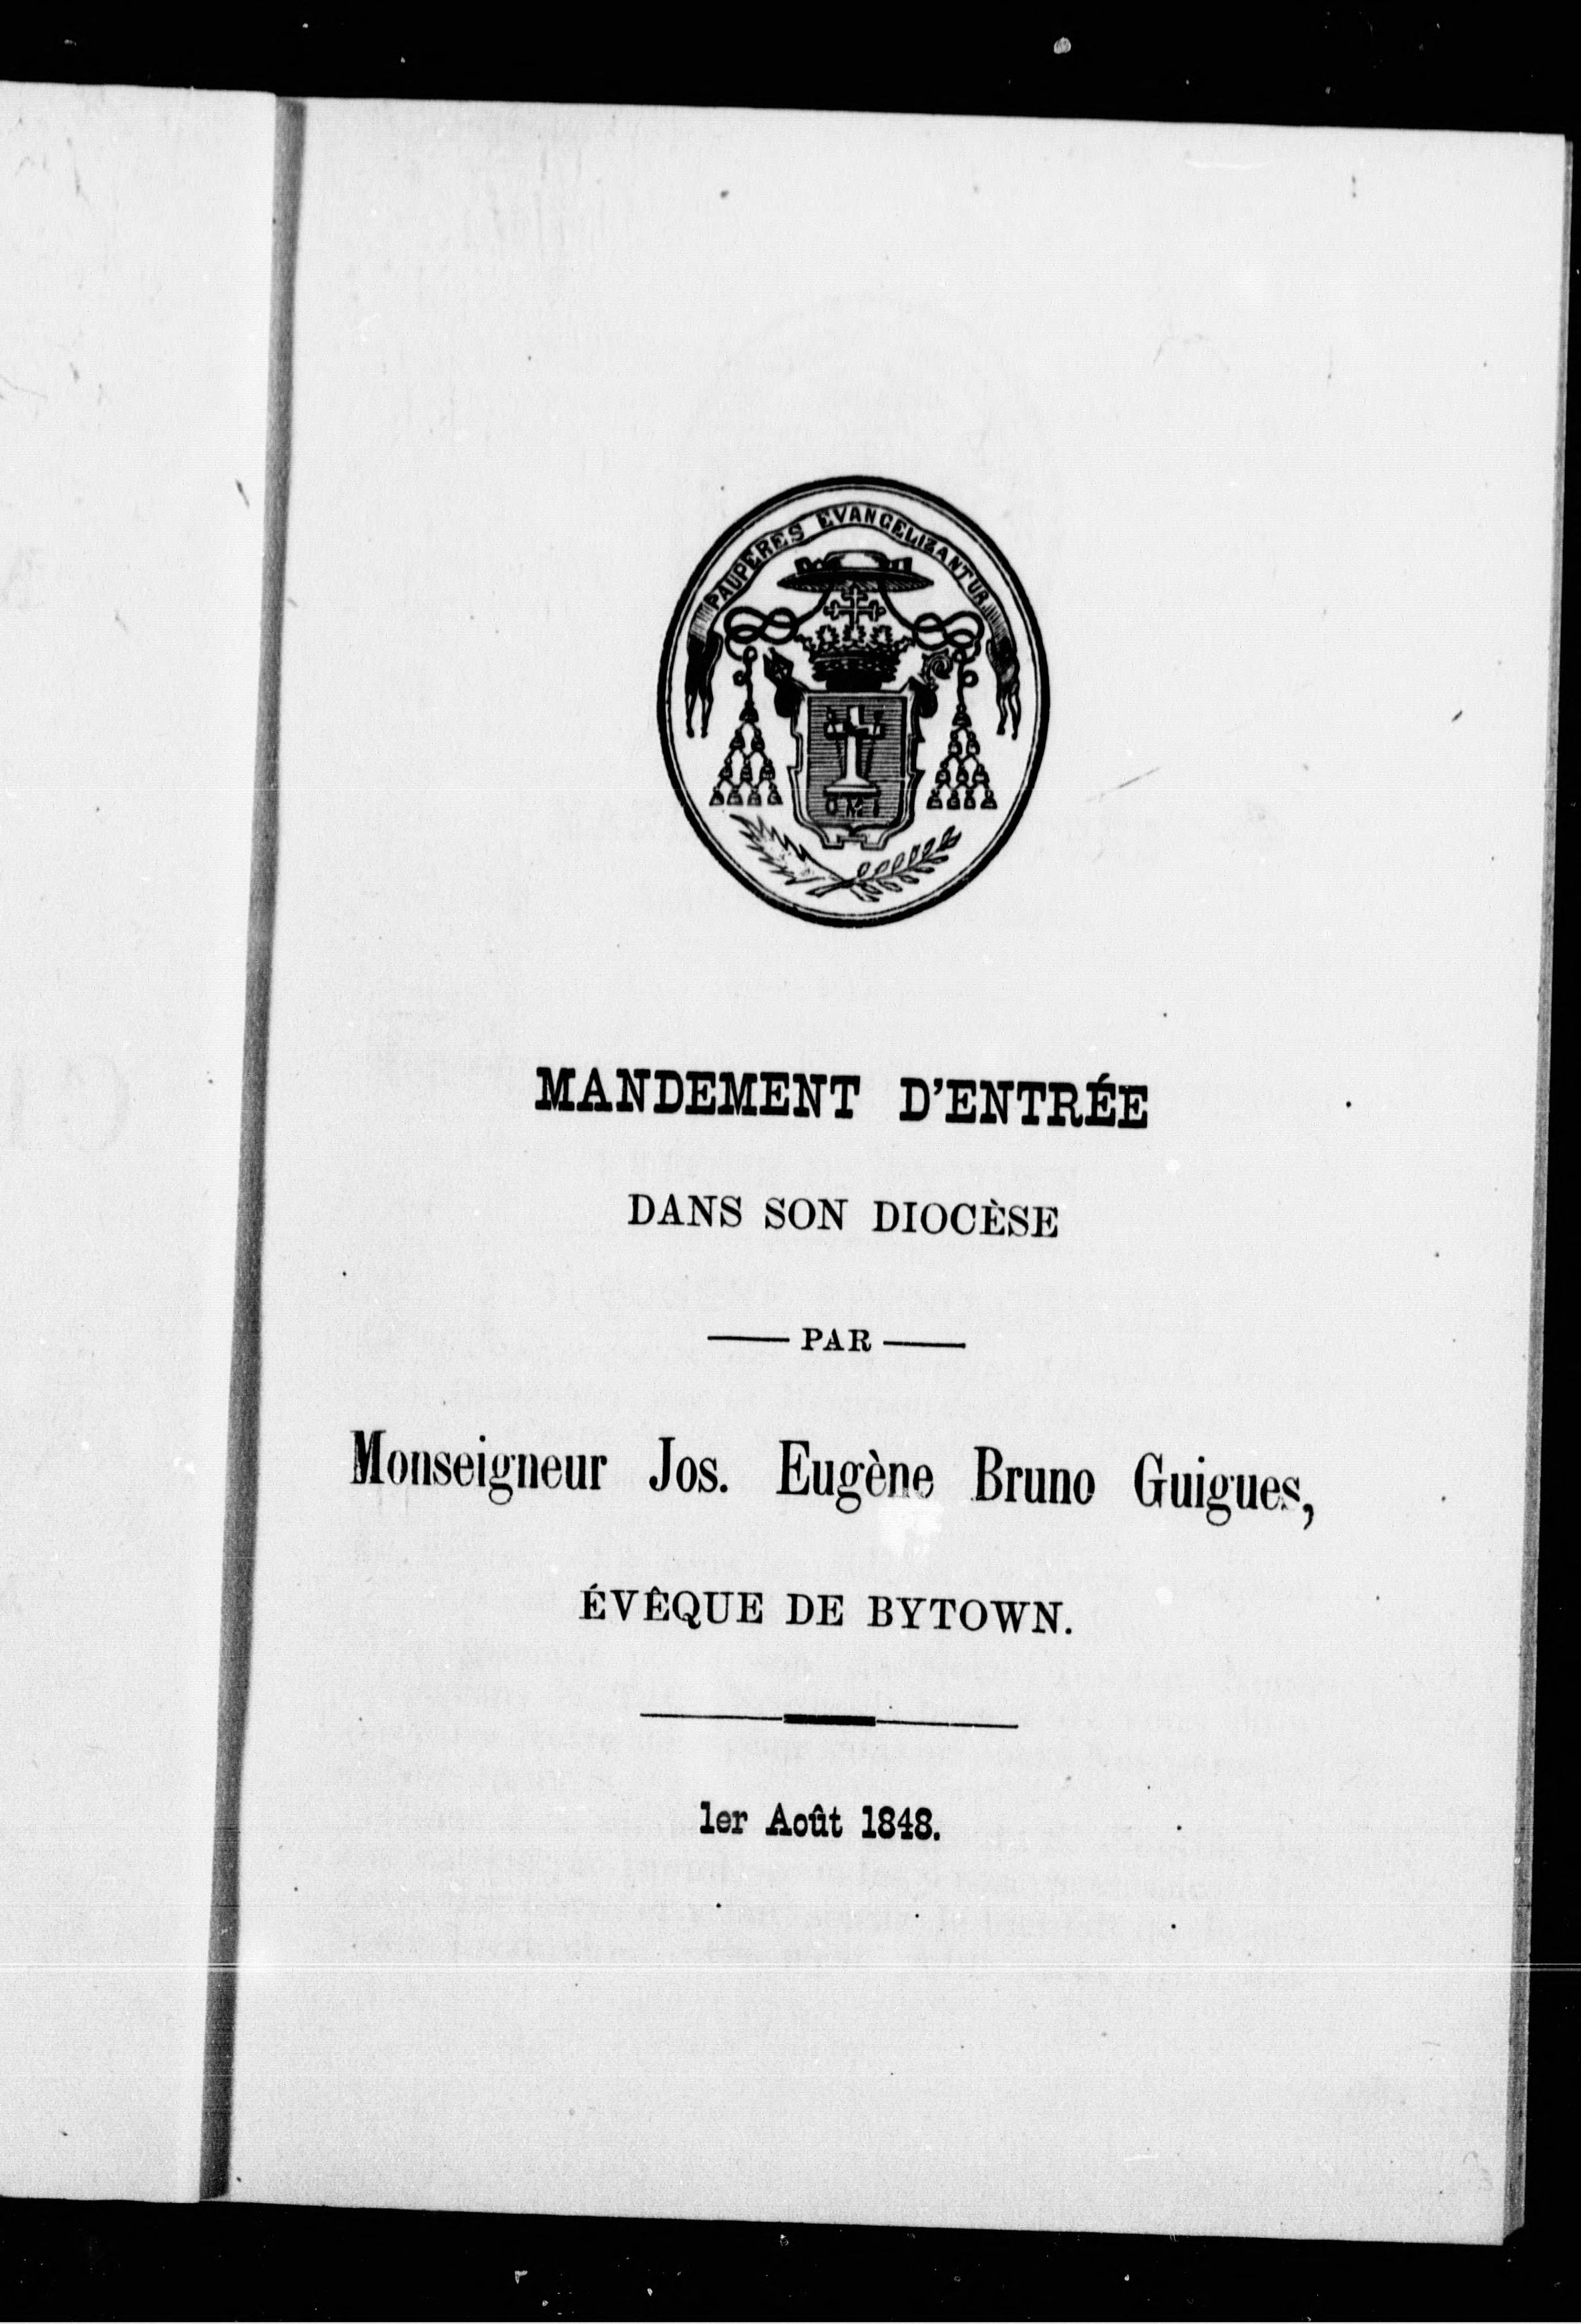 PAUPERES EVANGELIZANTUR
O M I
MANDEMENT D'ENTRÉE
DANS SON DIOCÈSE
PAR
Monseigneur Jos. Eugène Bruno Guigues,
ÉVÊQUE DE BYTOWN.
1er Août 1848.